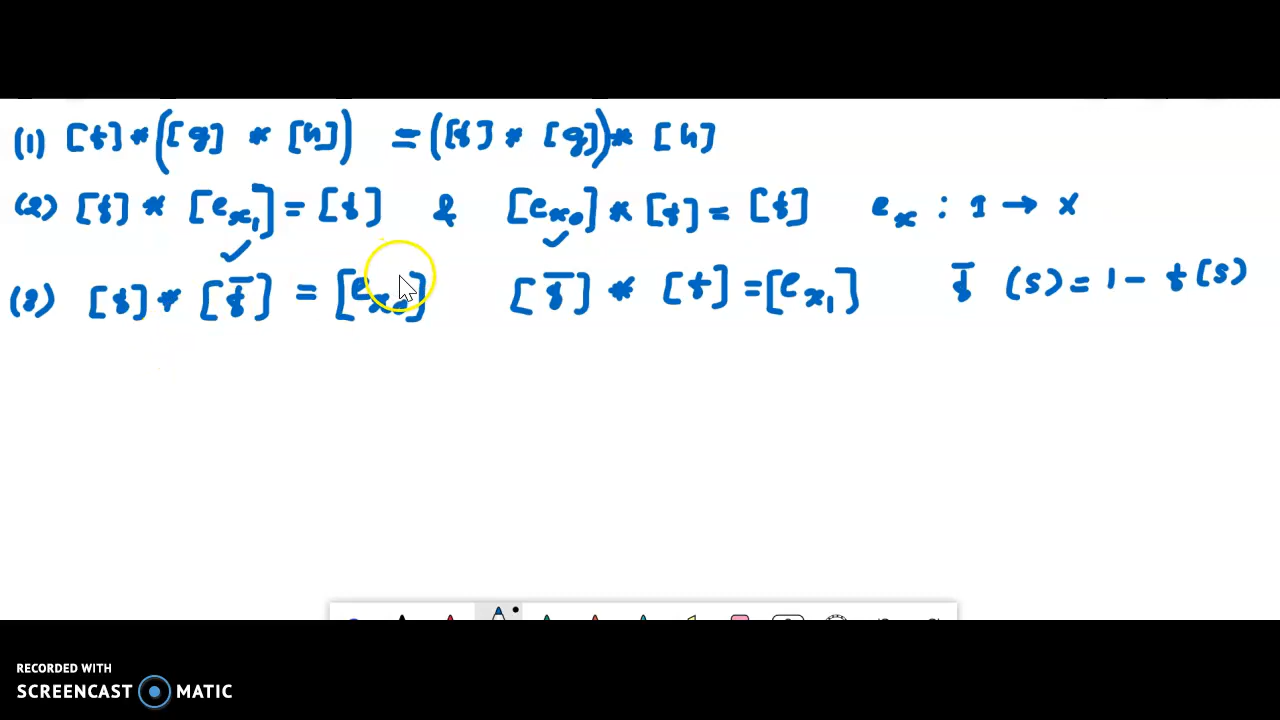 (1) [f] * ([g] * [h]) = ([f] * [g]) * [h]
(2) [f] * [e_{x_1}] = [f] & [e_{x_0}] * [f] = [f] e_x : I → X
(3) [f] * [f̄] = [e_{x_0}] [f̄] * [f] = [e_{x_1}] f̄ (s) = 1 - f(s)
RECORDED WITH
SCREENCAST MATIC